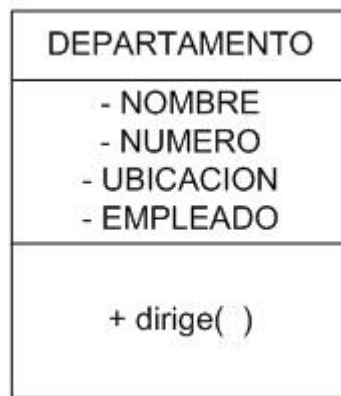 DEPARTAMENTO
- NOMBRE
- NUMERO
- UBICACION
- EMPLEADO
+ dirige( )